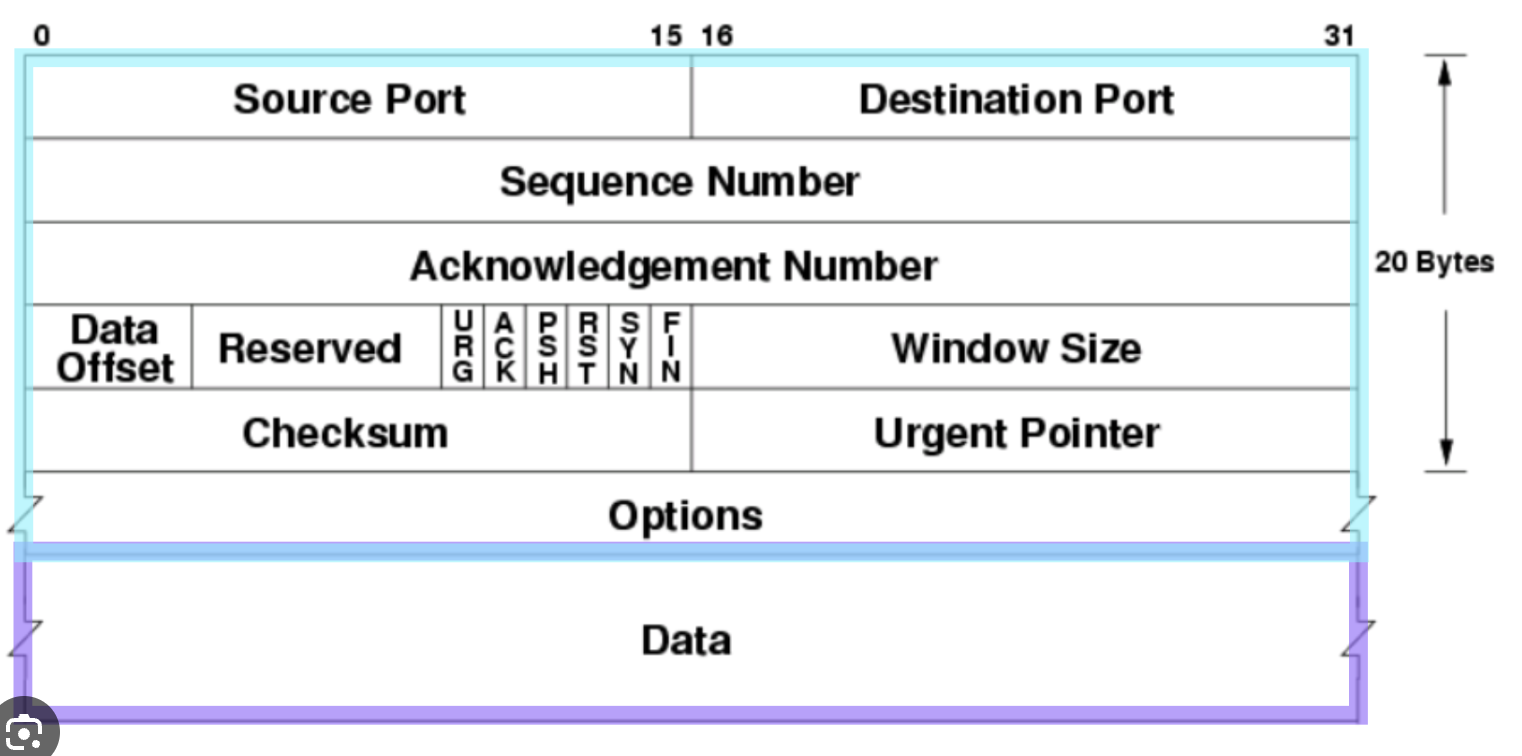 0 15 16 31
Source Port Destination Port
Sequence Number
Acknowledgement Number
20 Bytes
Data Offset Reserved URG ACK PSH RST SYN FIN Window Size
Checksum Urgent Pointer
Options
Data